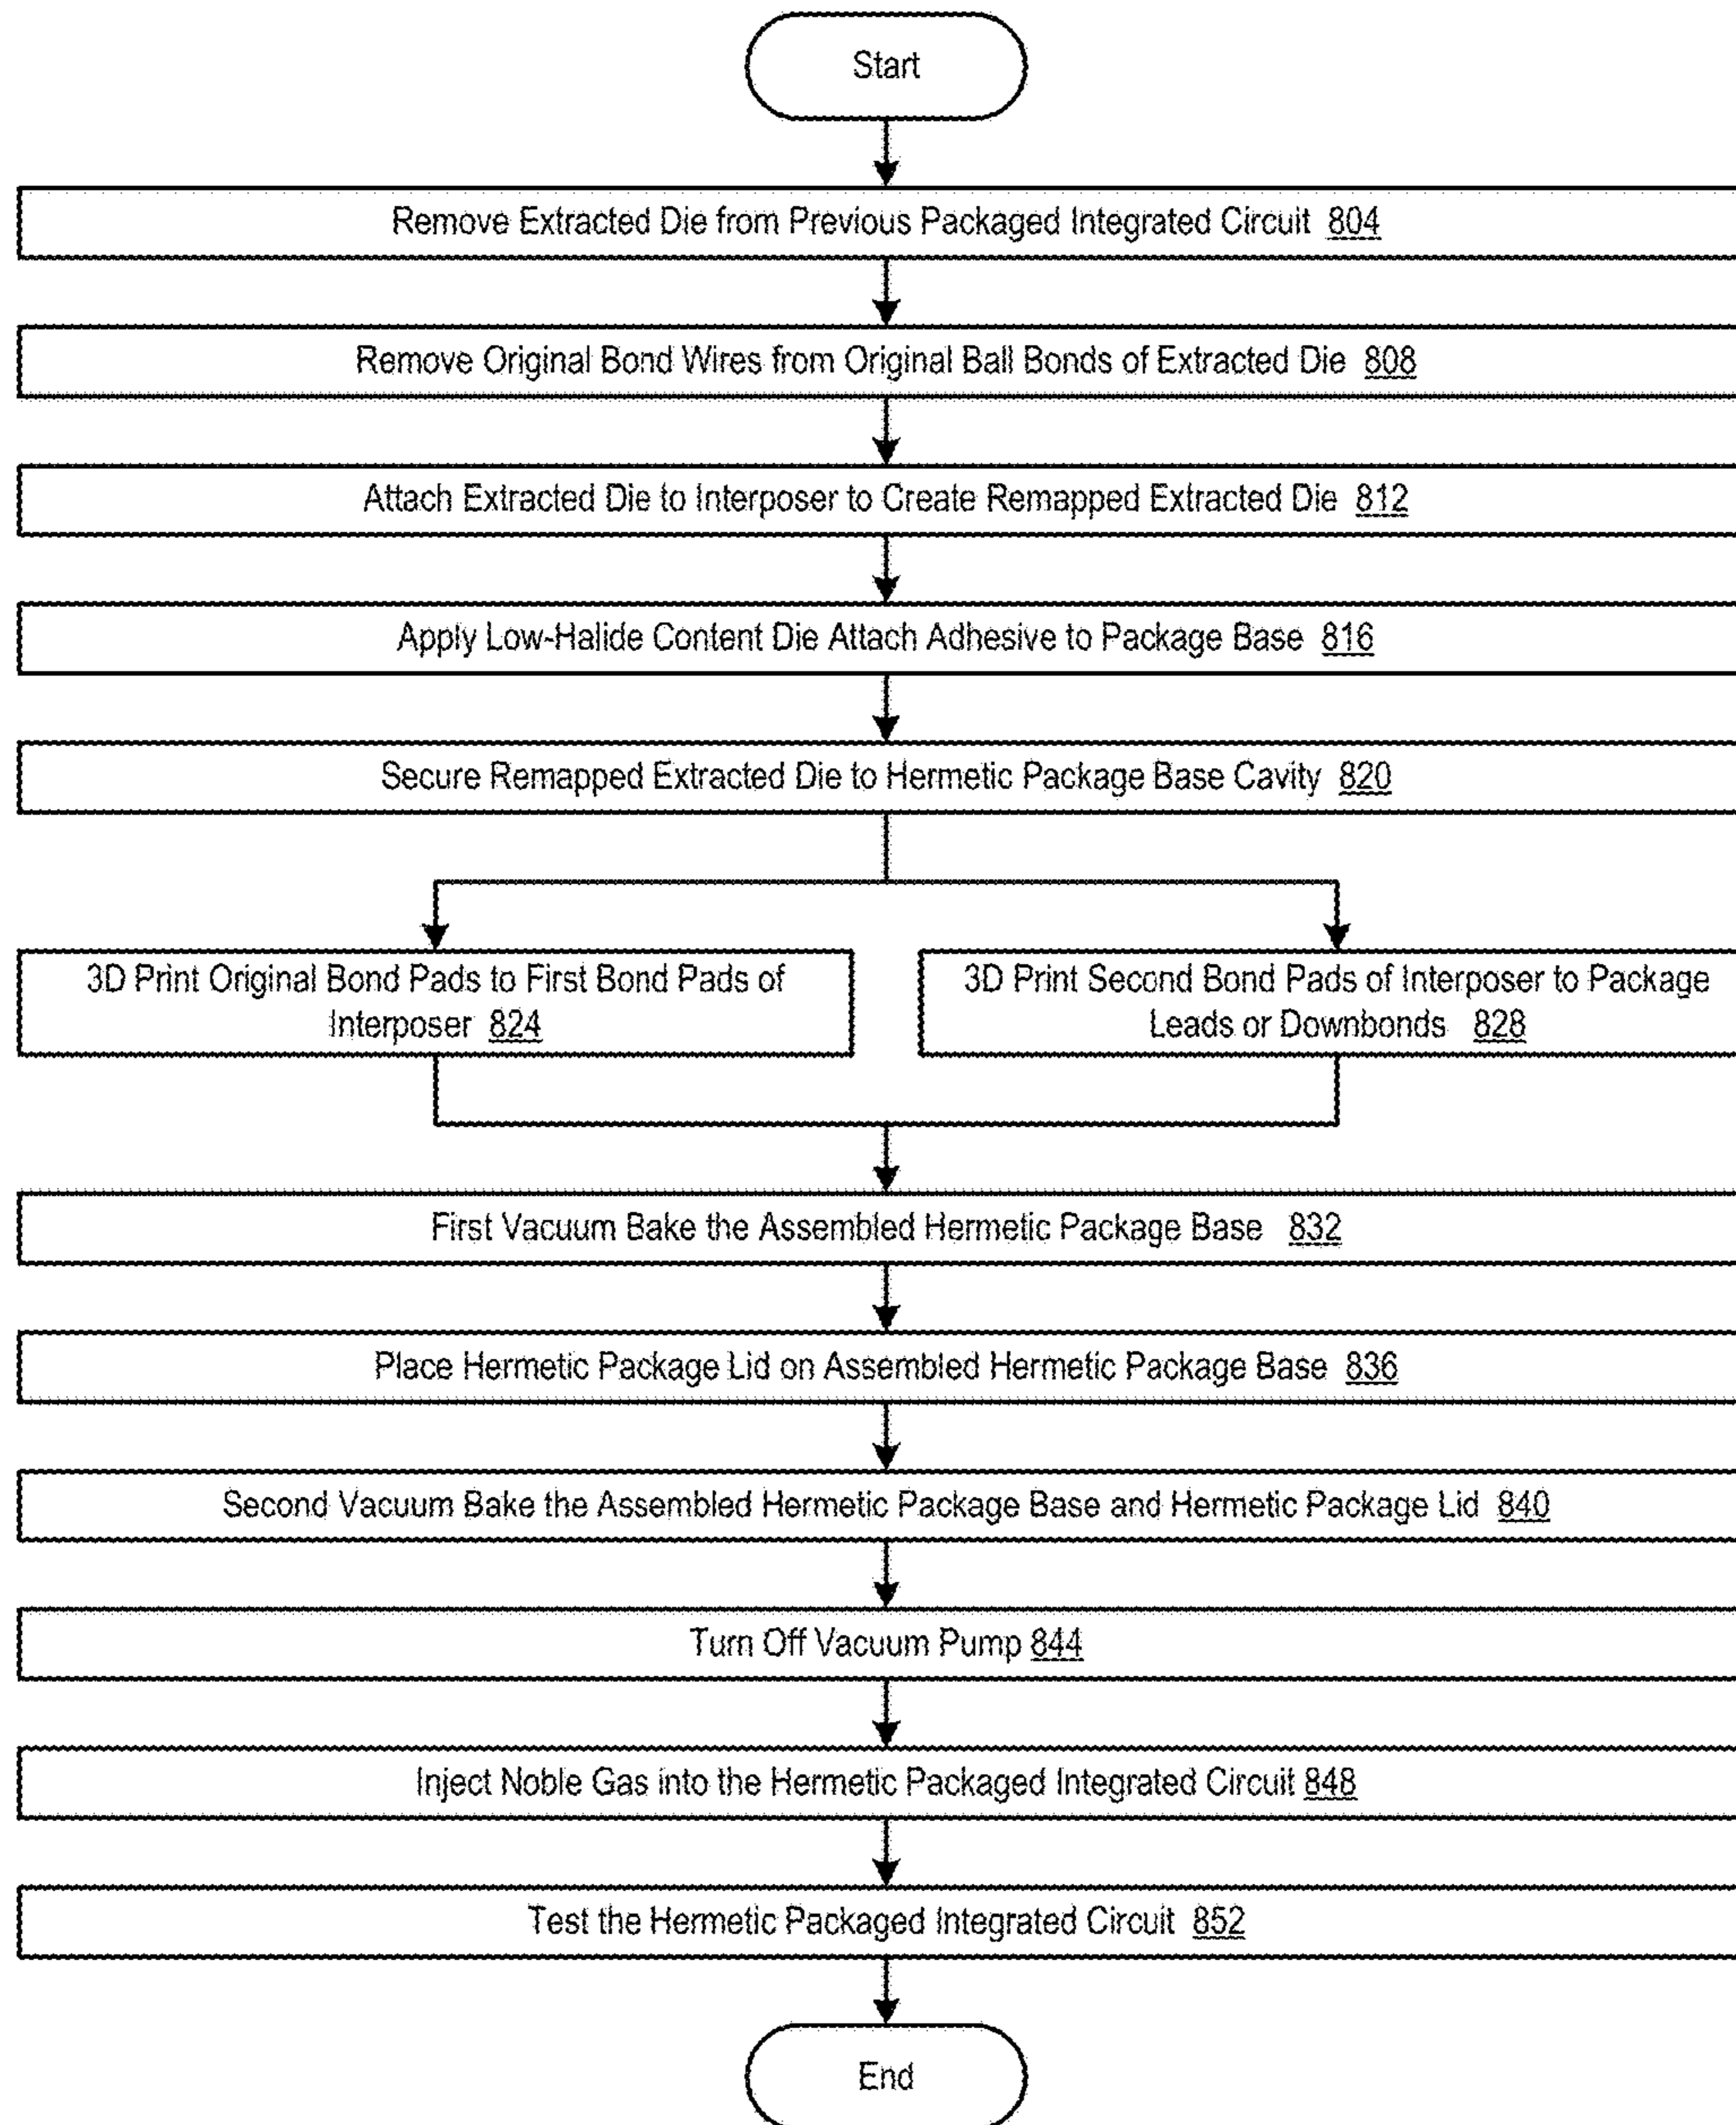 Start
Remove Extracted Die from Previous Packaged Integrated Circuit 804
Remove Original Bond Wires from Original Ball Bonds of Extracted Die 808
Attach Extracted Die to Interposer to Create Remapped Extracted Die 812
Apply Low-Halide Content Die Attach Adhesive to Package Base 816
Secure Remapped Extracted Die to Hermetic Package Base Cavity 820
3D Print Original Bond Pads to First Bond Pads of
Interposer 824
3D Print Second Bond Pads of Interposer to Package
Leads or Downbonds 828
First Vacuum Bake the Assembled Hermetic Package Base 832
Place Hermetic Package Lid on Assembled Hermetic Package Base 836
Second Vacuum Bake the Assembled Hermetic Package Base and Hermetic Package Lid 840
Turn Off Vacuum Pump 844
Inject Noble Gas into the Hermetic Packaged Integrated Circuit 848
Test the Hermetic Packaged Integrated Circuit 852
End